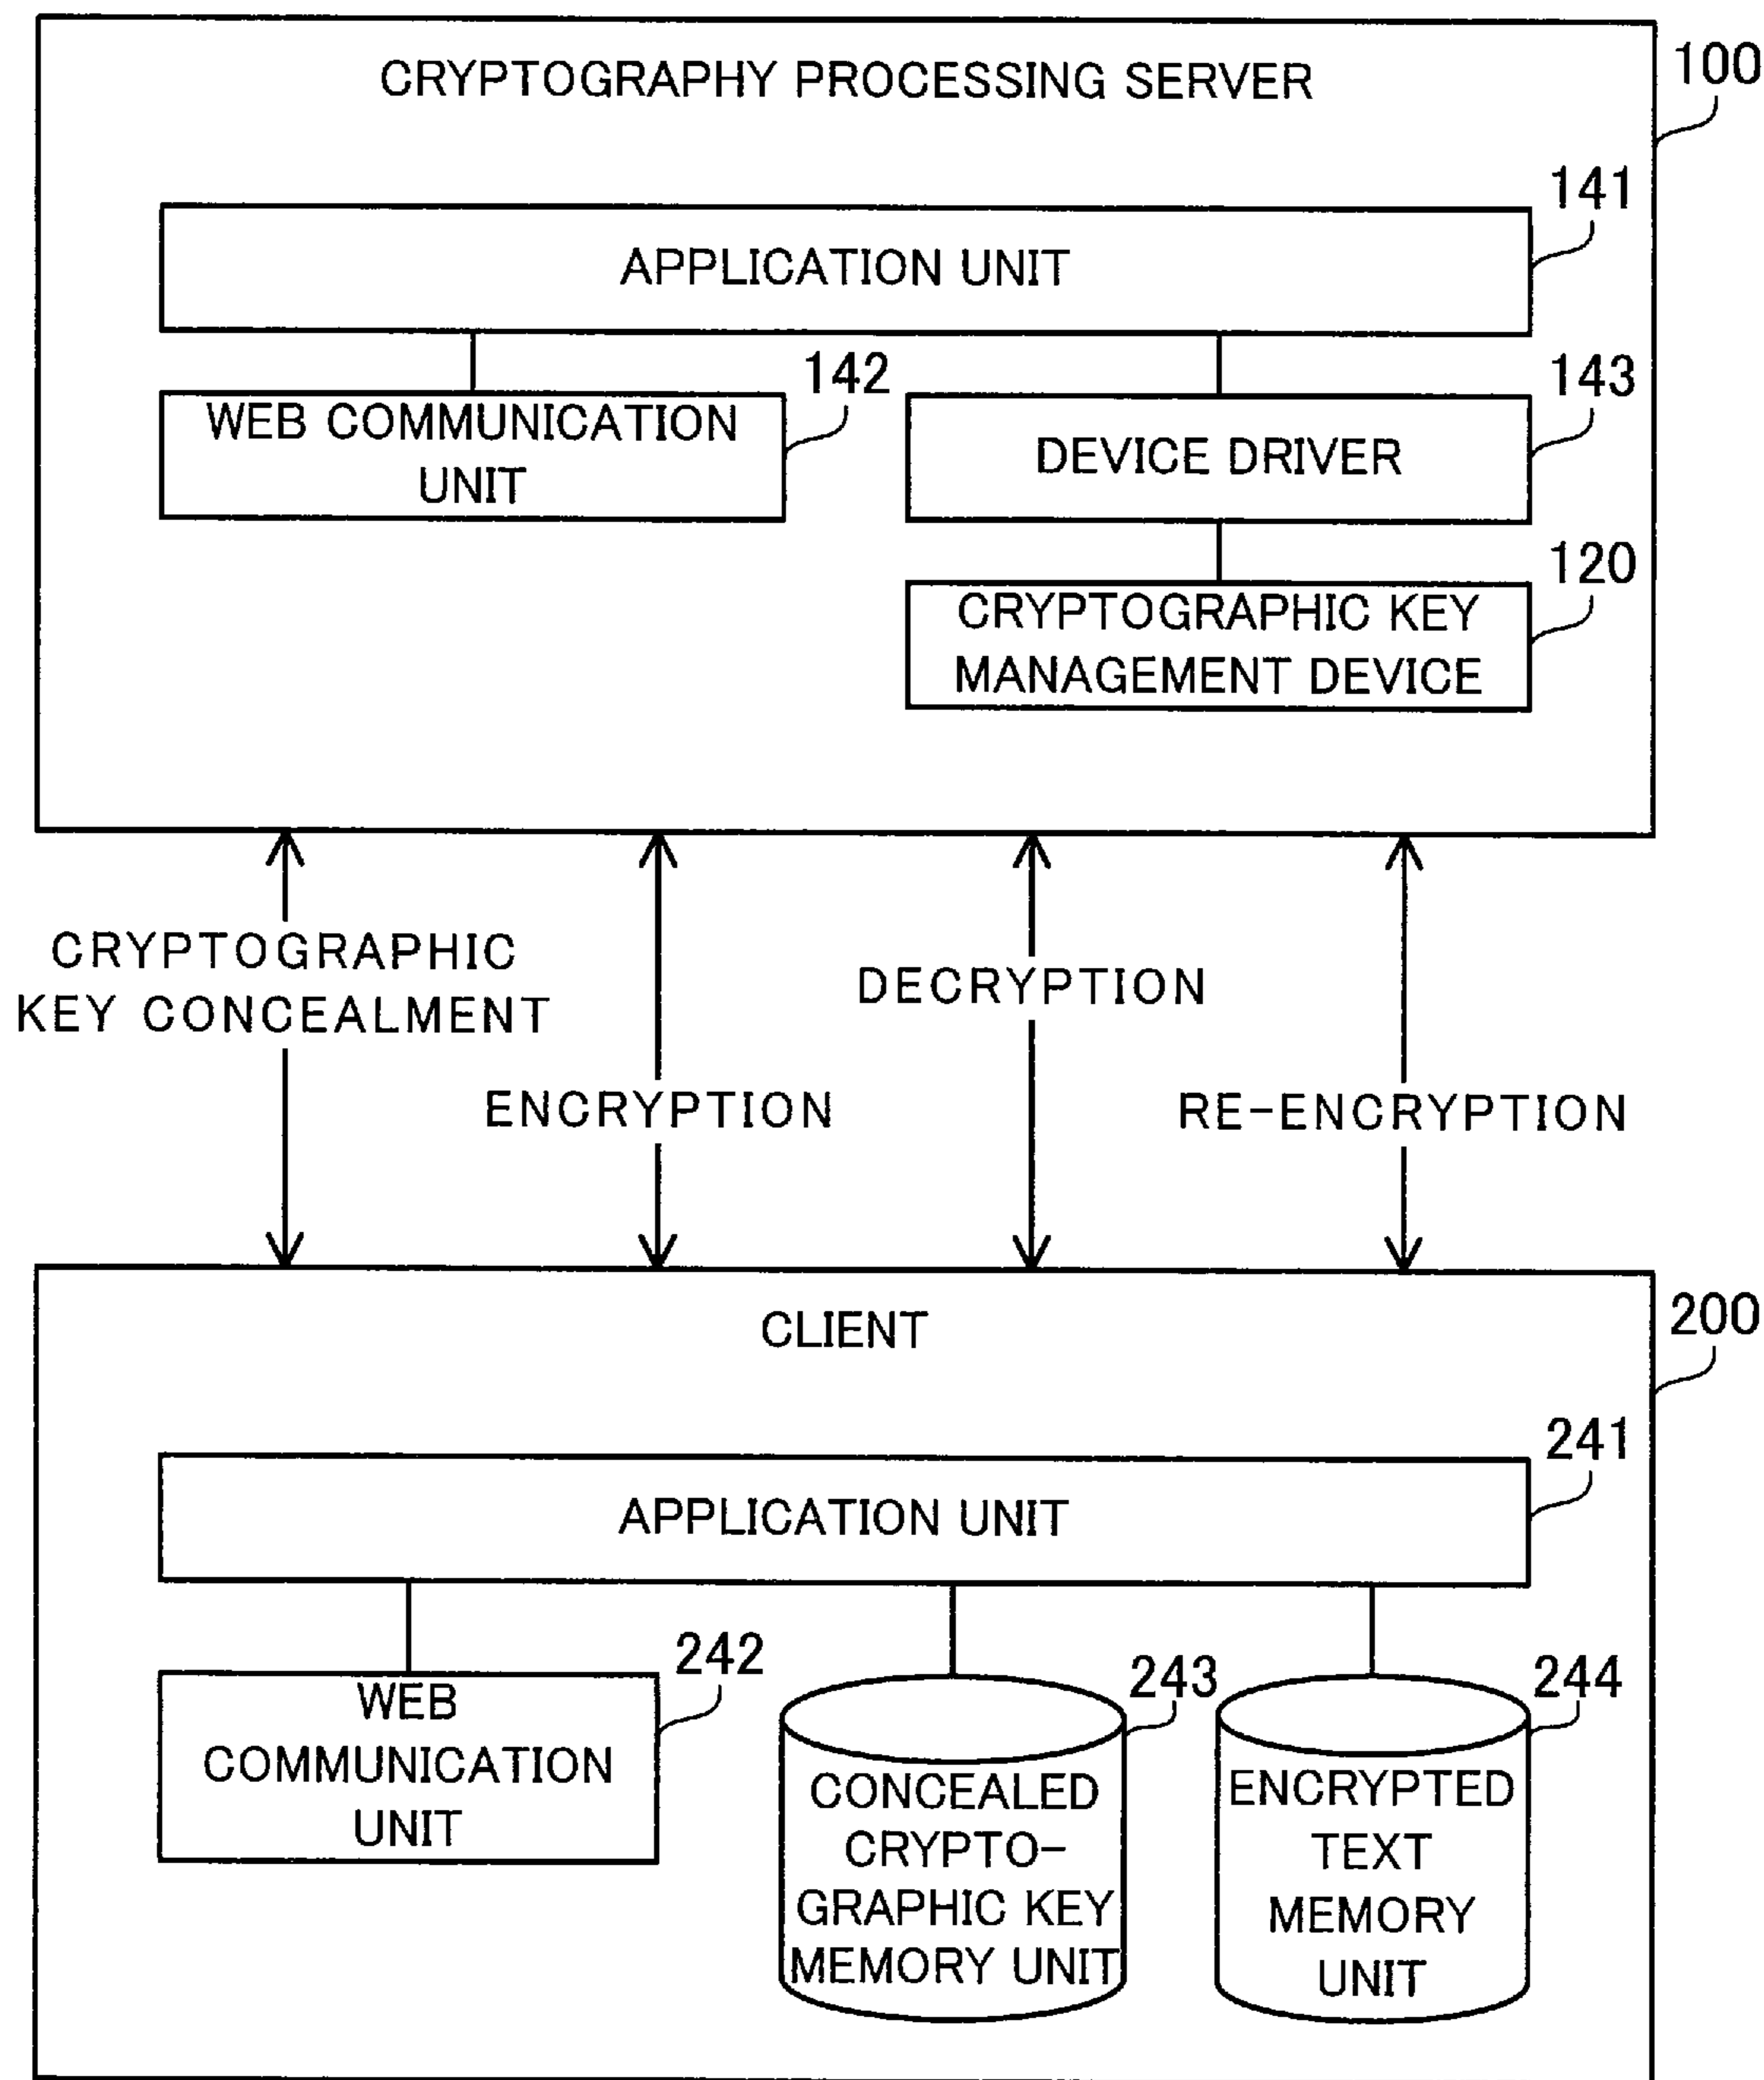 CRYPTOGRAPHY PROCESSING SERVER
100
141
APPLICATION UNIT
142
WEB COMMUNICATION
UNIT
143
DEVICE DRIVER
120
CRYPTOGRAPHIC KEY
MANAGEMENT DEVICE
CRYPTOGRAPHIC
KEY CONCEALMENT
ENCRYPTION
DECRYPTION
RE-ENCRYPTION
CLIENT
200
241
APPLICATION UNIT
242
WEB
COMMUNICATION
UNIT
243
CONCEALED
CRYPTO-
GRAPHIC KEY
MEMORY UNIT
244
ENCRYPTED
TEXT
MEMORY
UNIT